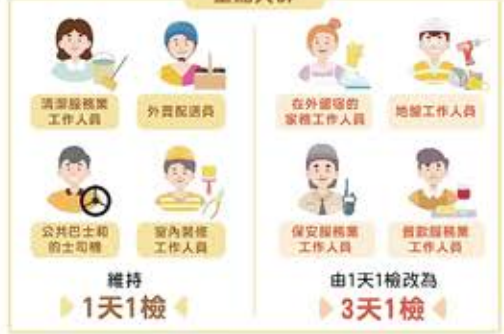 清潔服務業
工作人員
外賣配送員
在外留宿的
家務工作人員
地盤工作人員
公共巴士和
的士司機
室內裝修
工作人員
保安服務業
工作人員
餐飲服務業
工作人員
維持
1天1檢
由1天1檢改為
3天1檢